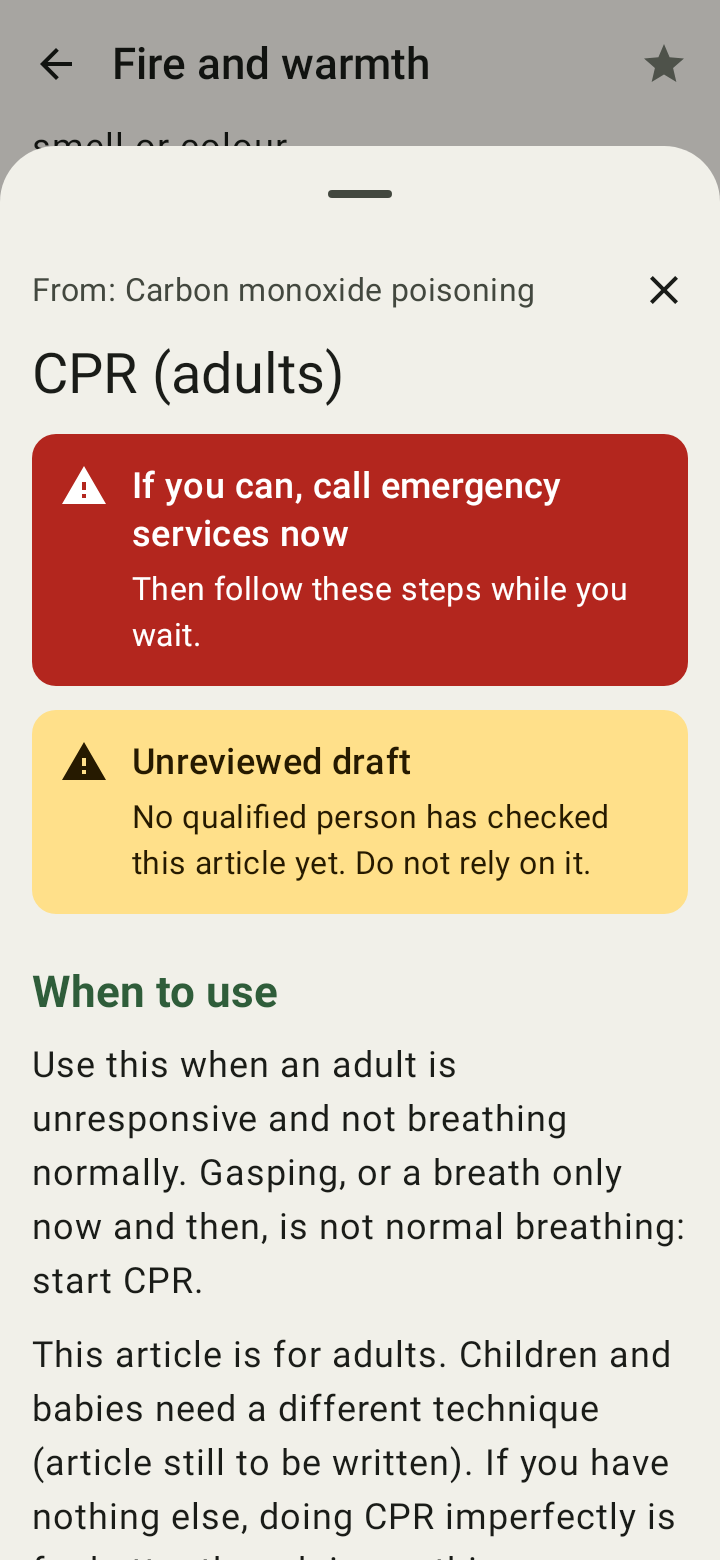 Fire and warmth
smell or colour
From: Carbon monoxide poisoning
CPR (adults)
If you can, call emergency
services now
Then follow these steps while you
wait.
Unreviewed draft
No qualified person has checked
this article yet. Do not rely on it.
When to use
Use this when an adult is
unresponsive and not breathing
normally. Gasping, or a breath only
now and then, is not normal breathing:
start CPR.
This article is for adults. Children and
babies need a different technique
(article still to be written). If you have
nothing else, doing CPR imperfectly is